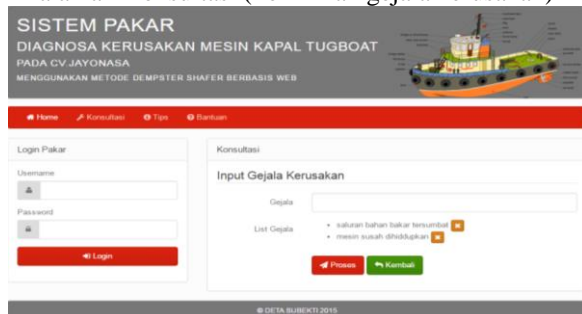 SISTEM PAKAR
DIAGNOSA KERUSAKAN MESIN KAPAL TUGBOAT
PADA CV.JAYONASA
MENGGUNAKAN METODE DEMPSTER SHAFER BERBASIS WEB
Home Konsultasi Tips Bantuan
Login Pakar
Username
Password
Login
Konsultasi
Input Gejala Kerusakan
Gejala
List Gejala
saluran bahan bakar tersumbat
mesin susah dihiddupkan
Proses Kembali
© DETA SUBEKTI 2015